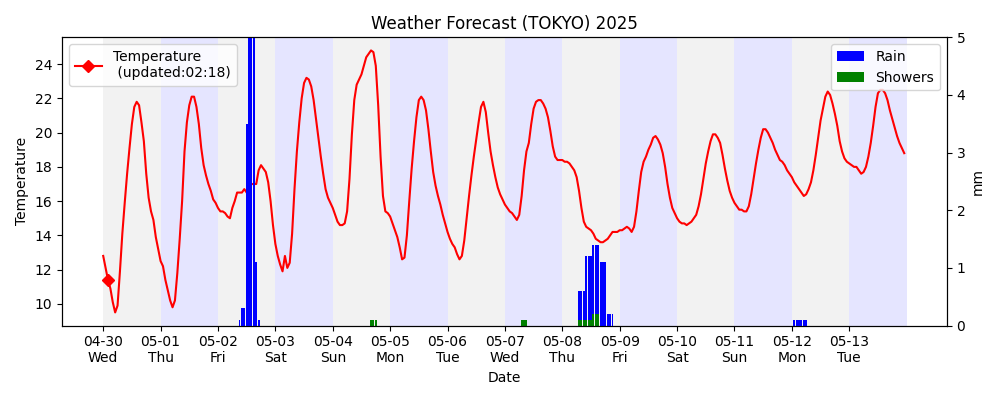 Weather Forecast (TOKYO) 2025
Temperature
(updated:02:18)
Rain
Showers
Temperature
24
22
20
18
16
14
12
10
5
4
3
2
1
0
mm
04-30 05-01 05-02 05-03 05-04 05-05 05-06 05-07 05-08 05-09 05-10 05-11 05-12 05-13
Wed Thu Fri Sat Sun Mon Tue Wed Thu Fri Sat Sun Mon Tue
Date